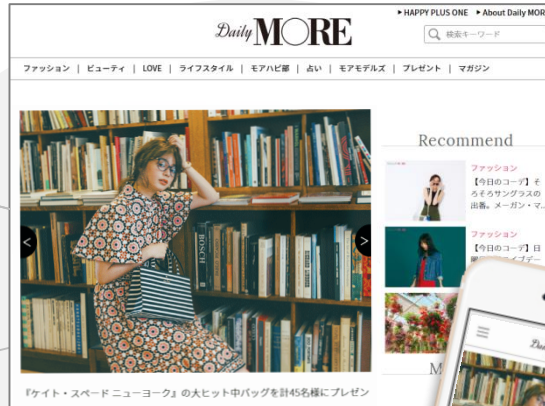 ▶ HAPPY PLUS ONE ▶ About Daily MOR
Daily MORE
検索キーワード
ファッション | ビューティ | LOVE | ライフスタイル | モアハピ部 | 占い | モアモデルズ | プレゼント | マガジン
Recommend
ファッション
【今日のコーデ】そ
ろそろサングラスの
出番。メーガン・マ...
ファッション
【今日のコーデ】日
BOSCH
『ケイト・スペード ニューヨーク』の大ヒット中バッグを計45名様にプレゼン
M